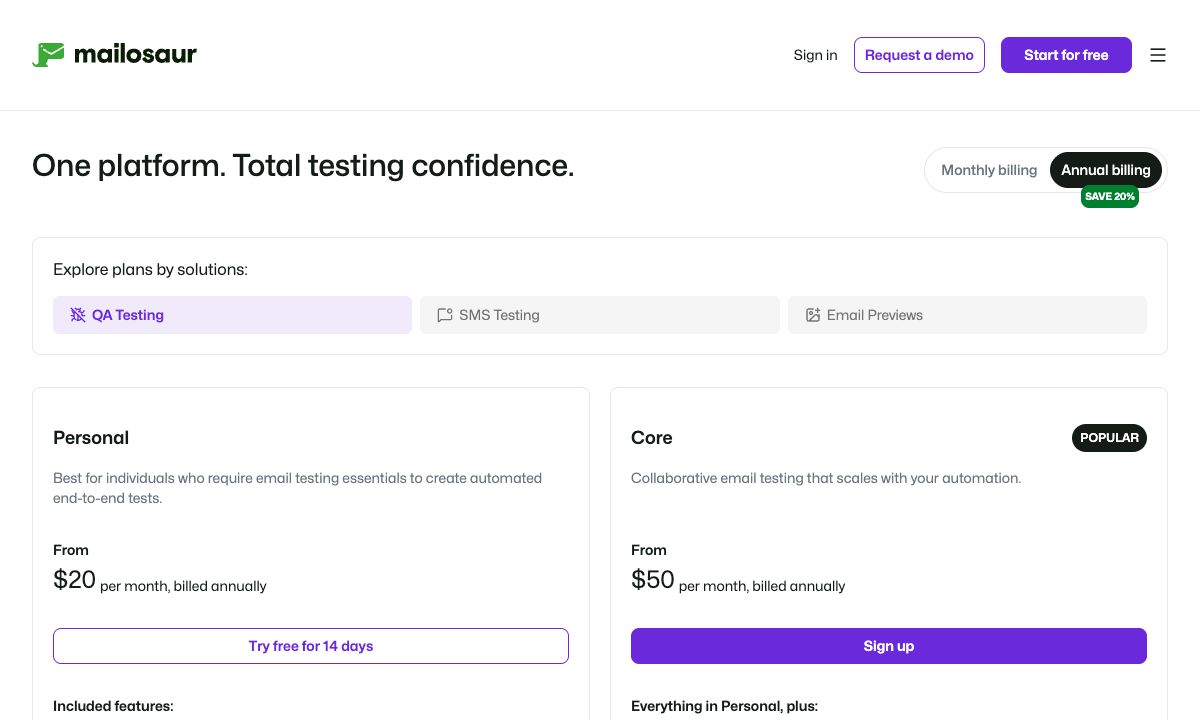 mailosaur
Sign in
Request a demo
Start for free
One platform. Total testing confidence.
Monthly billing
Annual billing
SAVE 20%
Explore plans by solutions:
QA Testing
SMS Testing
Email Previews
Personal
Best for individuals who require email testing essentials to create automated
end-to-end tests.
From
$20 per month, billed annually
Try free for 14 days
Included features:
Core
POPULAR
Collaborative email testing that scales with your automation.
From
$50 per month, billed annually
Sign up
Everything in Personal, plus: